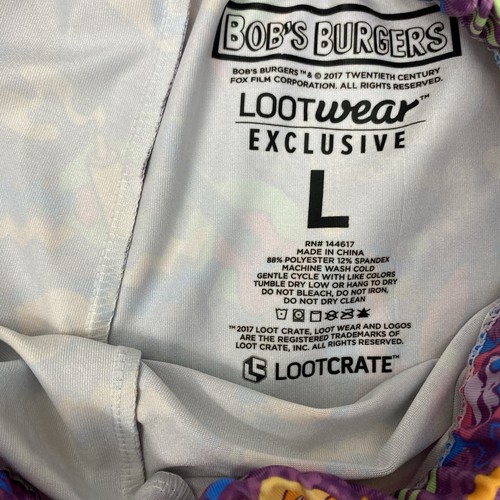 BOB'S BURGERS
BOB'S BURGERS™ & © 2017 TWENTIETH CENTURY
FOX FILM CORPORATION. ALL RIGHTS RESERVED.
LOOTwear™
EXCLUSIVE
L
RN# 144617
MADE IN CHINA
88% POLYESTER 12% SPANDEX
MACHINE WASH COLD
GENTLE CYCLE WITH LIKE COLORS
TUMBLE DRY LOW OR HANG TO DRY
DO NOT BLEACH, DO NOT IRON,
DO NOT DRY CLEAN
™2017 LOOT CRATE, LOOT WEAR AND LOGOS
ARE THE REGISTERED TRADEMARKS OF
LOOT CRATE, INC. ALL RIGHTS RESERVED.
LOOTCRATE™